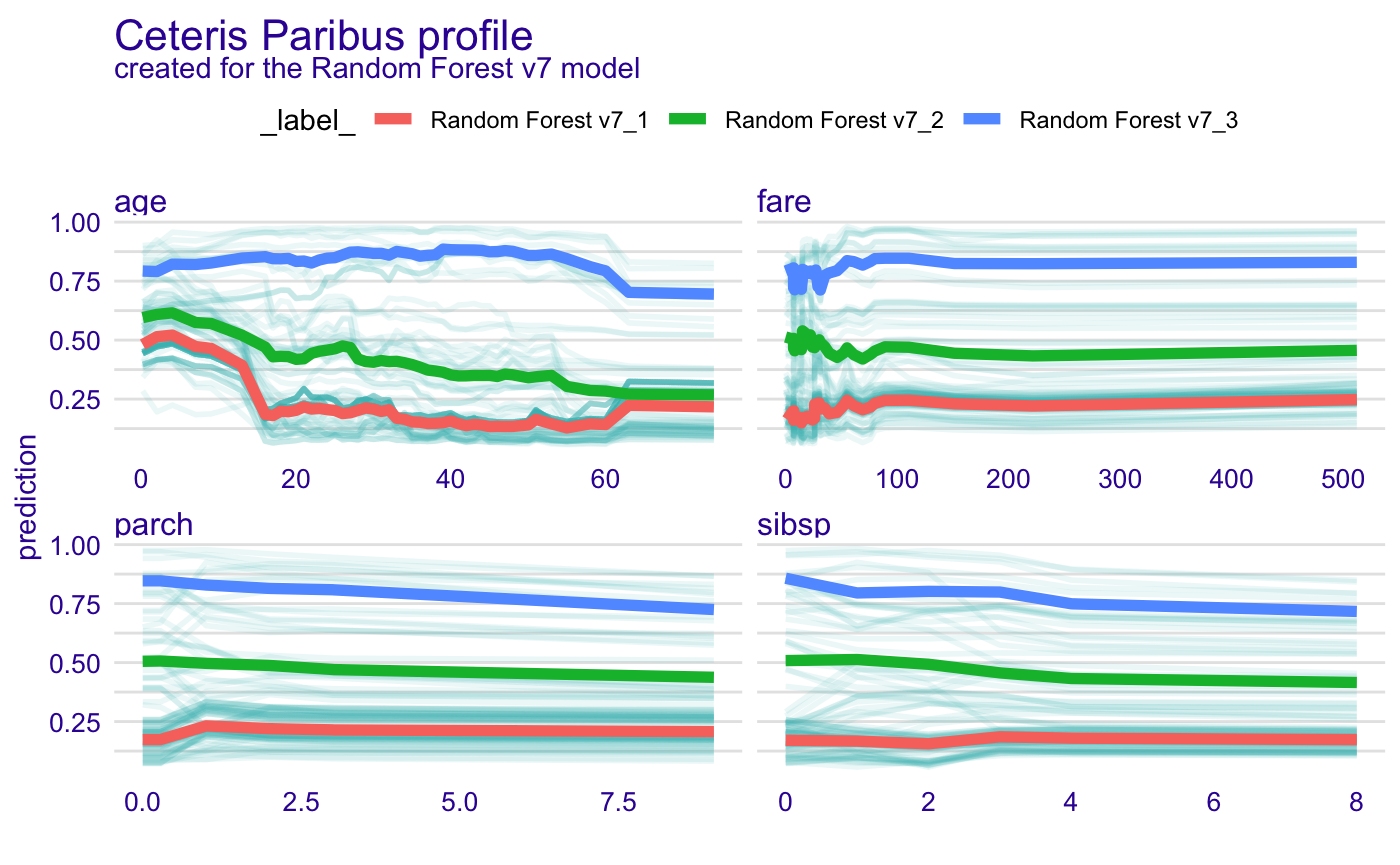 Ceteris Paribus profile
created for the Random Forest v7 model
_label_ Random Forest v7_1 Random Forest v7_2 Random Forest v7_3
age fare
1.00
0.75
0.50
0.25
0 20 40 60 0 100 200 300 400 500
prediction
parch sibsp
1.00
0.75
0.50
0.25
0.0 2.5 5.0 7.5 0 2 4 6 8